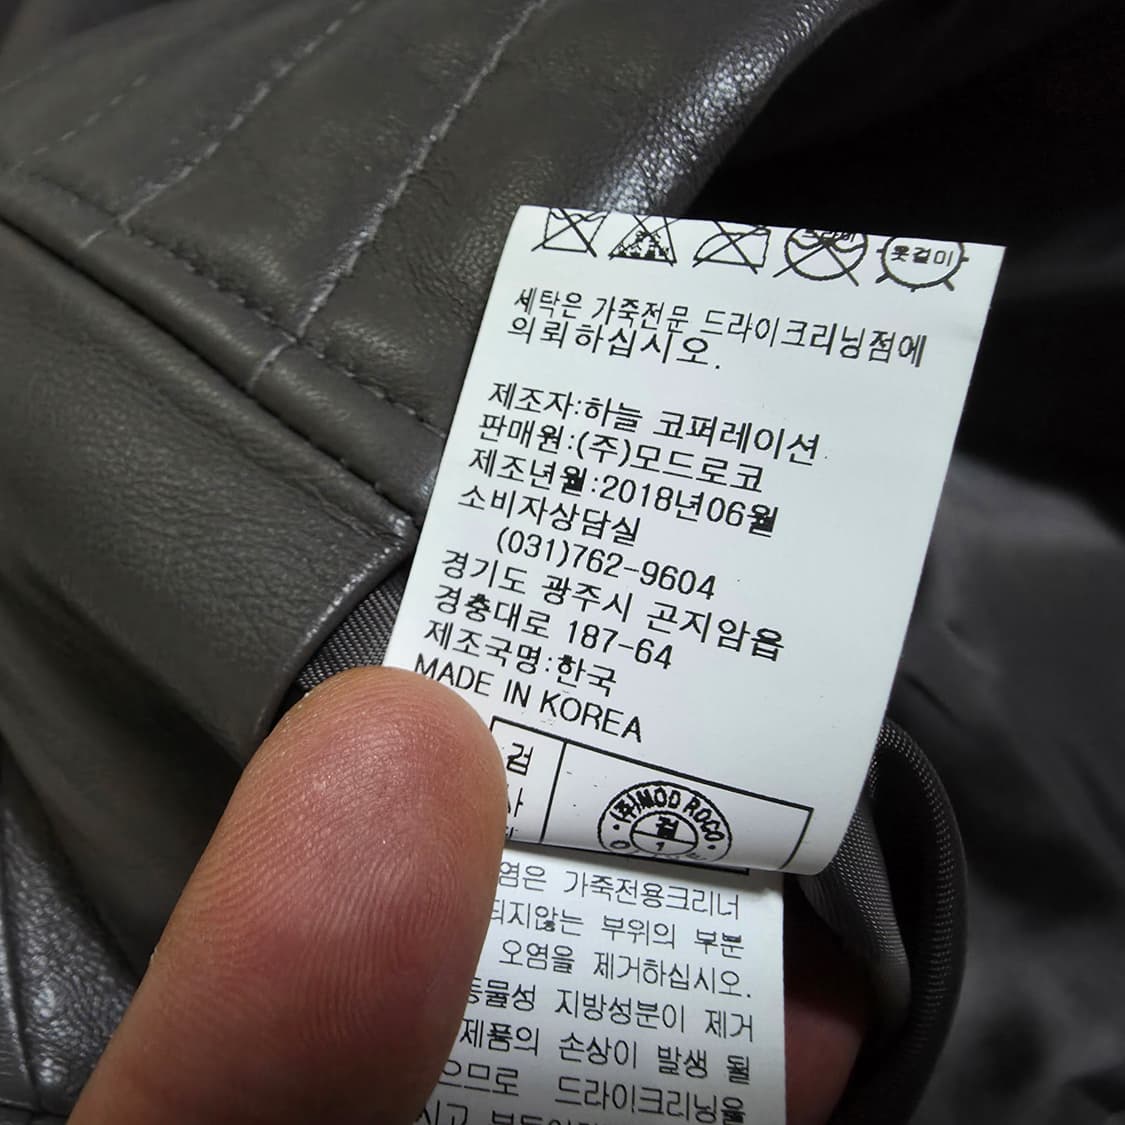 옷걸이
세탁은 가죽전문 드라이크리닝점에
의뢰하십시오.
제조자:하늘 코퍼레이션
판매원:(주)모드로코
제조년월:2018년06월
소비자상담실
(031)762-9604
경기도 광주시 곤지암읍
경충대로 187-64
제조국명:한국
MADE IN KOREA
검
사
(주)MOD ROCO
검
1
염은 가죽전용크리너
되지않는 부위의 부분
오염을 제거하십시오.
동물성 지방성분이 제거
제품의 손상이 발생 될
으므로 드라이크리닝을